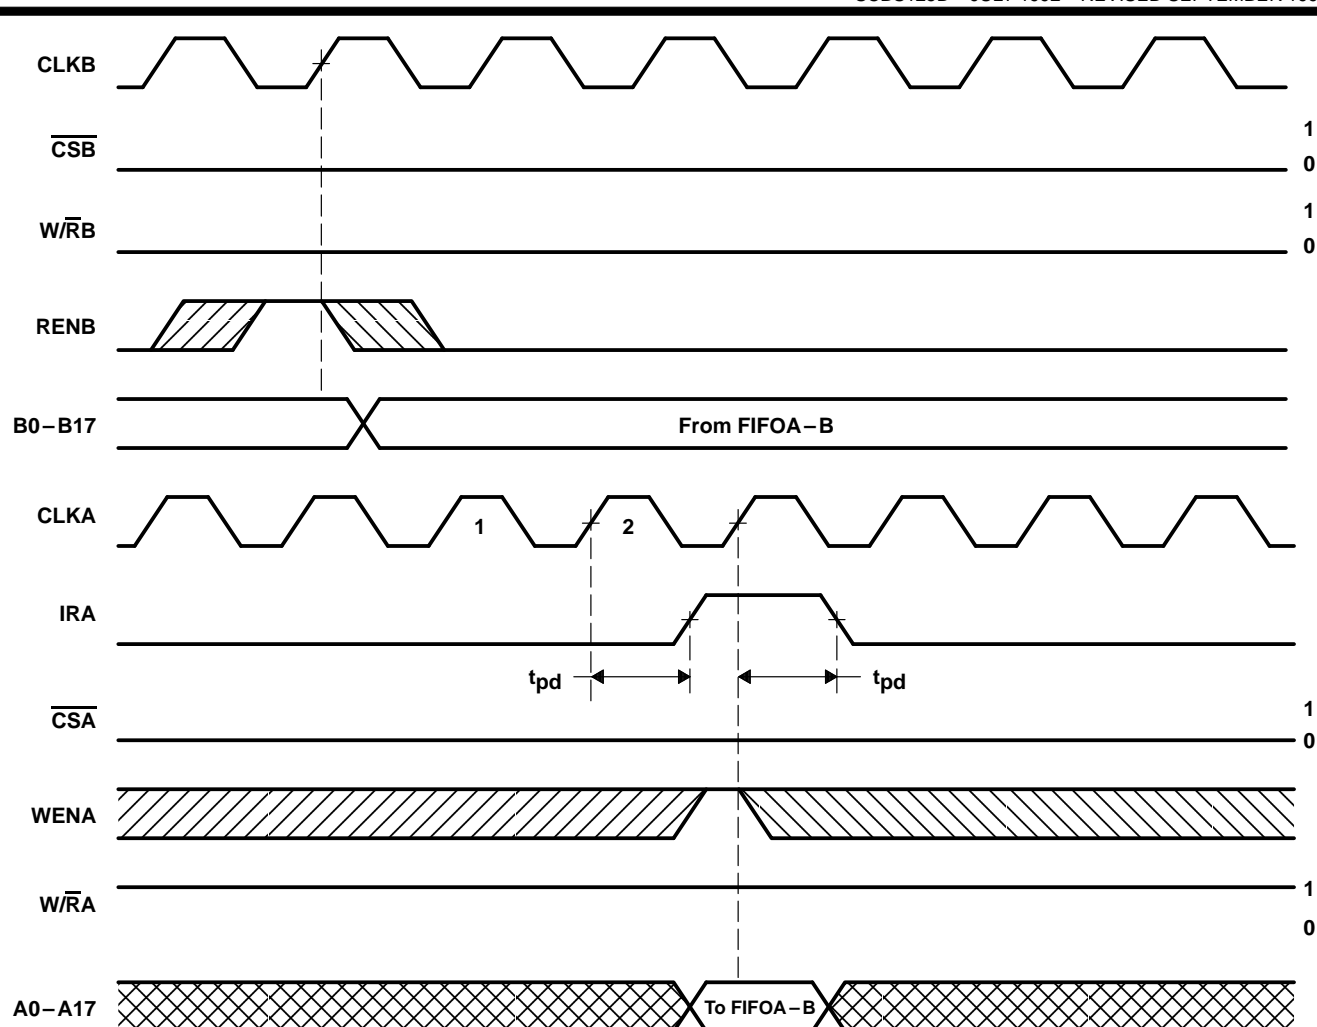 CLKB
CSB
1
0
W/RB
1
0
RENB
B0–B17
From FIFOA–B
CLKA
1
2
IRA
tpd
tpd
CSA
1
0
WENA
W/RA
1
0
A0–A17
To FIFOA–B